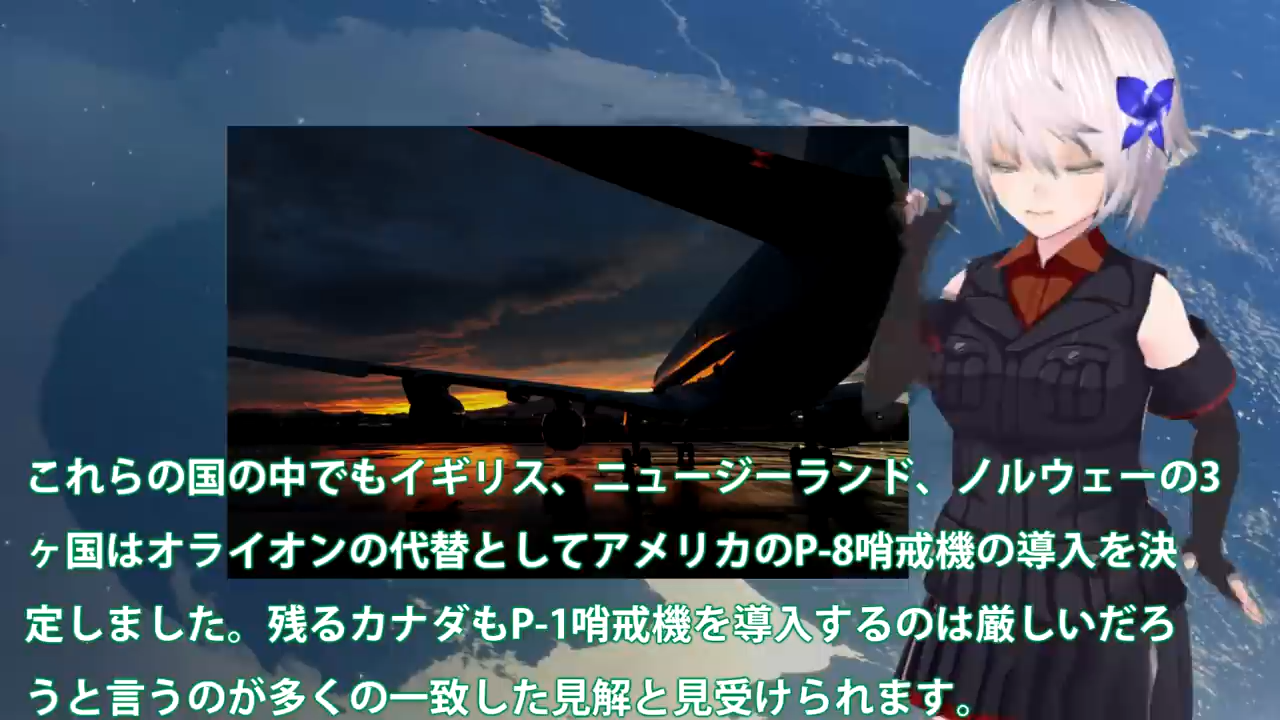 これらの国の中でもイギリス、ニュージーランド、ノルウェーの3
ヶ国はオライオンの代替としてアメリカのP-8哨戒機の導入を決
定しました。残るカナダもP-1哨戒機を導入するのは厳しいだろ
うと言うのが多くの一致した見解と見受けられます。